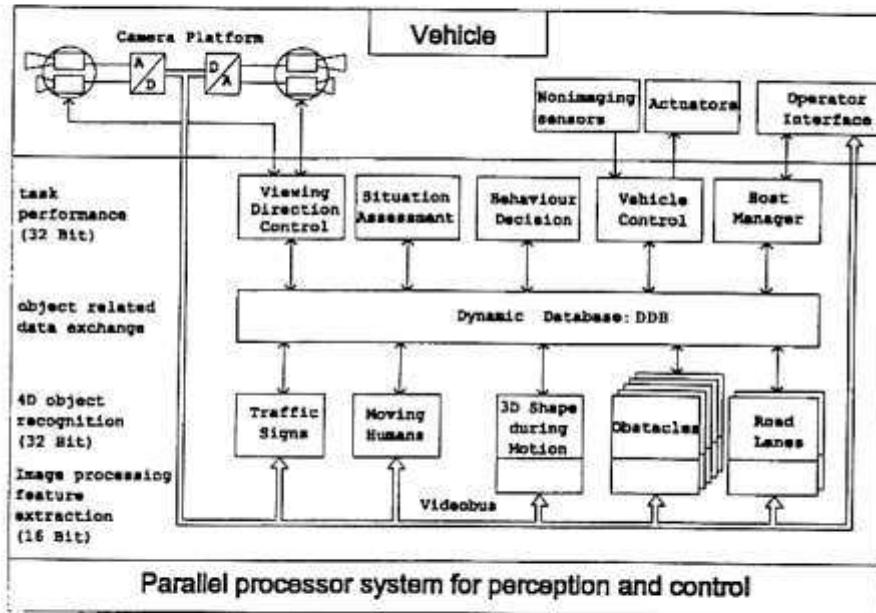 Camera Platform
Vehicle
A
D
D
A
Nonimaging
sensors
Actuators
Operator
Interface
task
performance
(32 Bit)
Viewing
Direction
Control
Situation
Assessment
Behaviour
Decision
Vehicle
Control
Host
Manager
object related
data exchange
Dynamic Database: DDB
4D object
recognition
(32 Bit)
Traffic
Signs
Moving
Humans
3D Shape
during
Motion
Obstacles
Road
Lanes
Image processing
feature
extraction
(16 Bit)
Videobus
Parallel processor system for perception and control